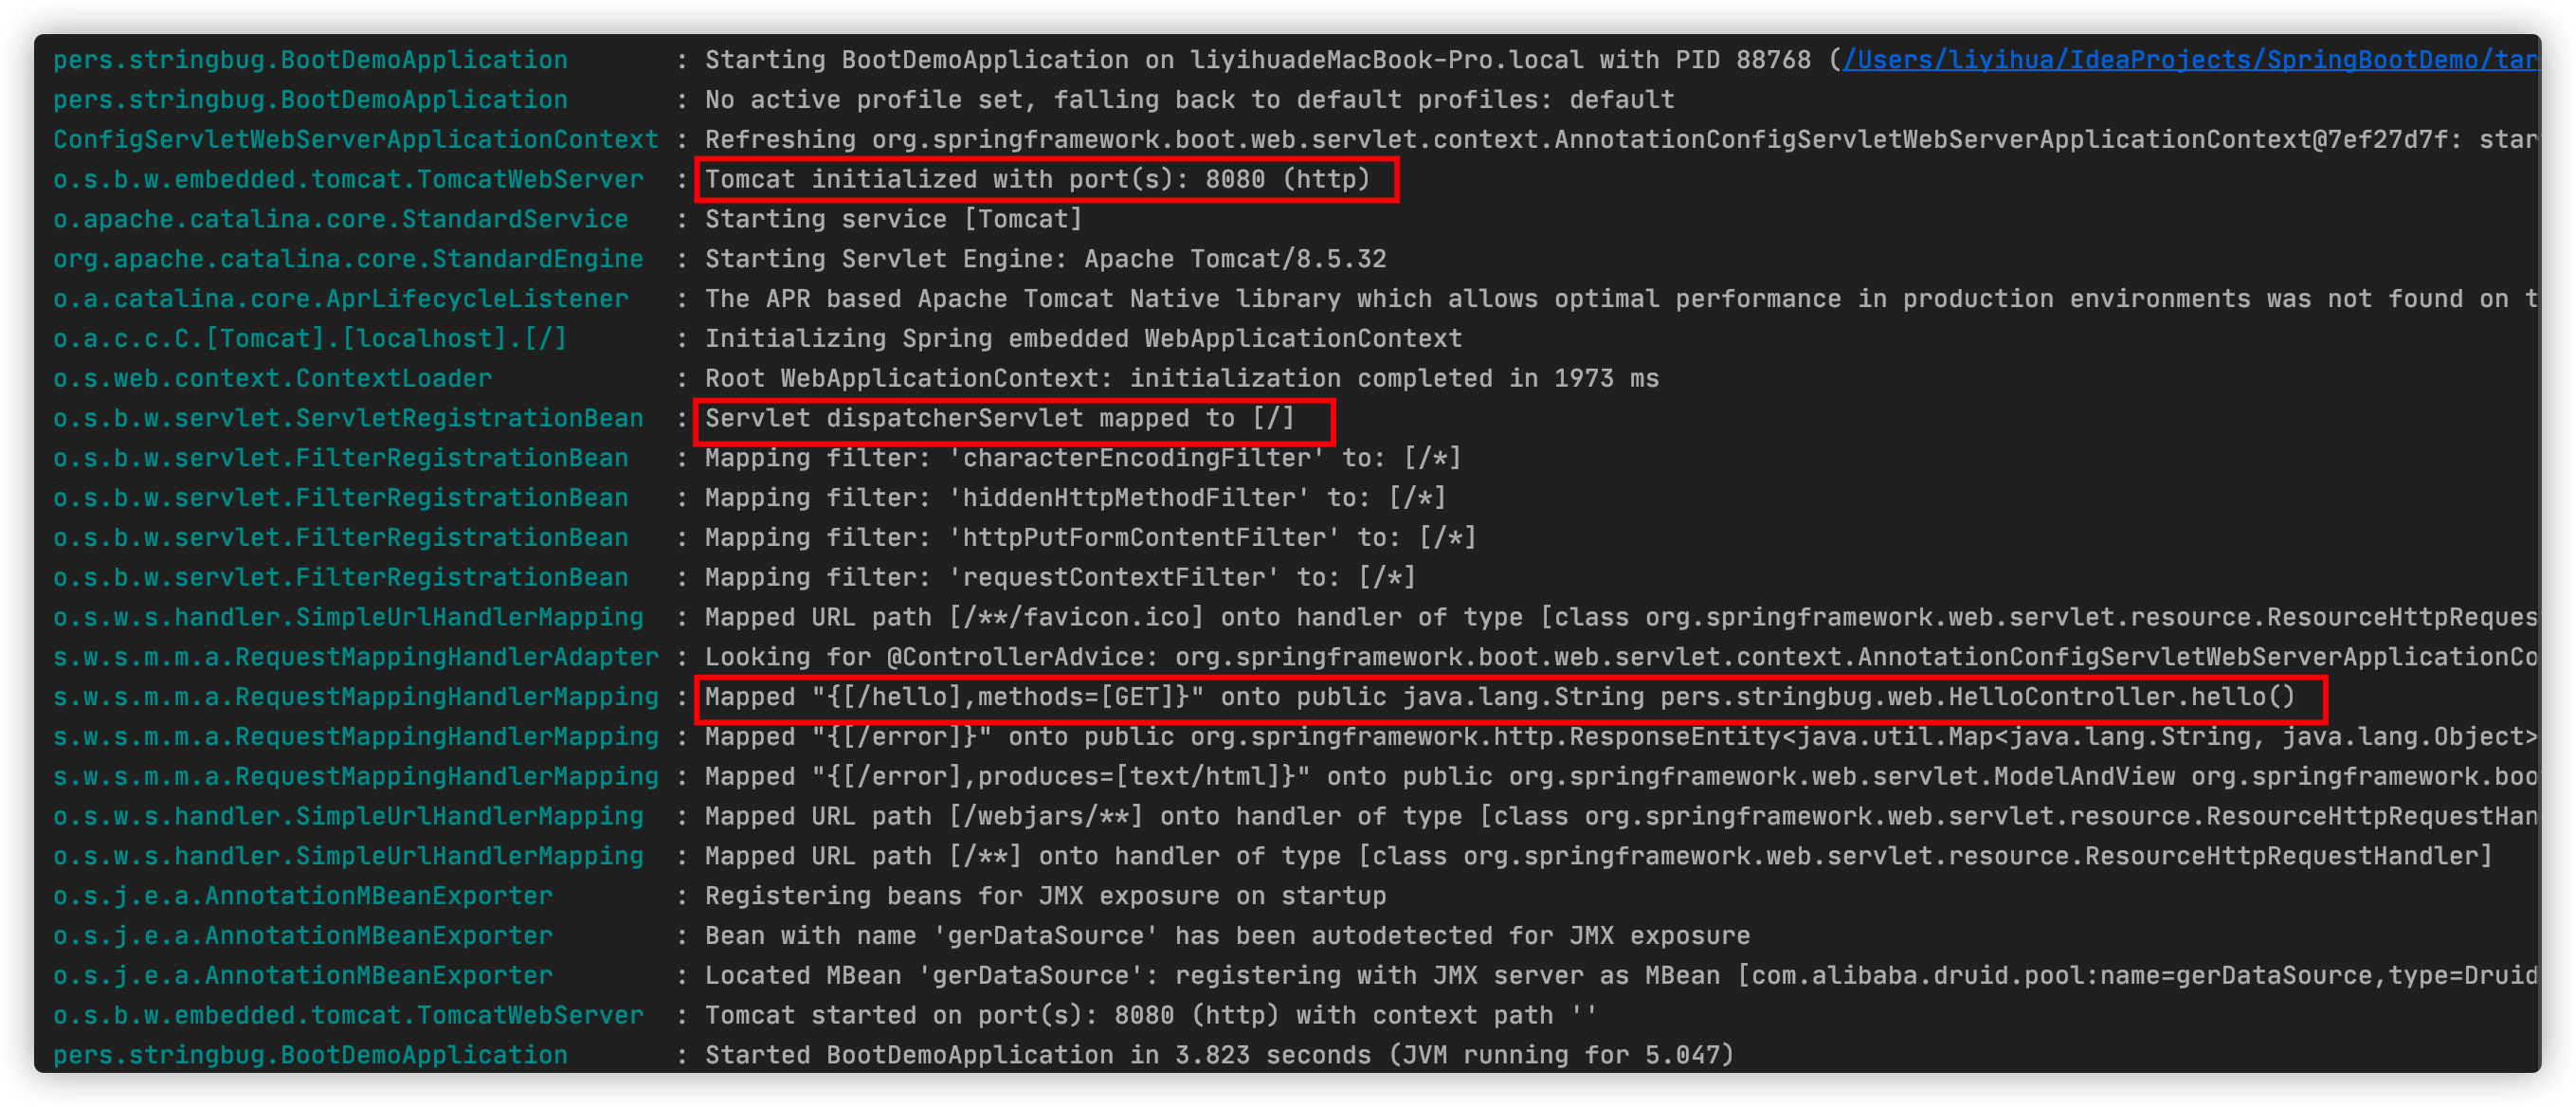 pers.stringbug.BootDemoApplication : Starting BootDemoApplication on liyihuadeMacBook-Pro.local with PID 88768 (/Users/liyihua/IdeaProjects/SpringBootDemo/tar
pers.stringbug.BootDemoApplication : No active profile set, falling back to default profiles: default
ConfigServletWebServerApplicationContext : Refreshing org.springframework.boot.web.servlet.context.AnnotationConfigServletWebServerApplicationContext@7ef27d7f: star
o.s.b.w.embedded.tomcat.TomcatWebServer : Tomcat initialized with port(s): 8080 (http)
o.apache.catalina.core.StandardService : Starting service [Tomcat]
org.apache.catalina.core.StandardEngine : Starting Servlet Engine: Apache Tomcat/8.5.32
o.a.catalina.core.AprLifecycleListener : The APR based Apache Tomcat Native library which allows optimal performance in production environments was not found on t
o.a.c.c.C.[Tomcat].[localhost].[/] : Initializing Spring embedded WebApplicationContext
o.s.web.context.ContextLoader : Root WebApplicationContext: initialization completed in 1973 ms
o.s.b.w.servlet.ServletRegistrationBean : Servlet dispatcherServlet mapped to [/]
o.s.b.w.servlet.FilterRegistrationBean : Mapping filter: 'characterEncodingFilter' to: [/*]
o.s.b.w.servlet.FilterRegistrationBean : Mapping filter: 'hiddenHttpMethodFilter' to: [/*]
o.s.b.w.servlet.FilterRegistrationBean : Mapping filter: 'httpPutFormContentFilter' to: [/*]
o.s.b.w.servlet.FilterRegistrationBean : Mapping filter: 'requestContextFilter' to: [/*]
o.s.w.s.handler.SimpleUrlHandlerMapping : Mapped URL path [/**/favicon.ico] onto handler of type [class org.springframework.web.servlet.resource.ResourceHttpReques
s.w.s.m.m.a.RequestMappingHandlerAdapter : Looking for @ControllerAdvice: org.springframework.boot.web.servlet.context.AnnotationConfigServletWebServerApplicationCo
s.w.s.m.m.a.RequestMappingHandlerMapping : Mapped "{[/hello],methods=[GET]}" onto public java.lang.String pers.stringbug.web.HelloController.hello()
s.w.s.m.m.a.RequestMappingHandlerMapping : Mapped "{[/error]}" onto public org.springframework.http.ResponseEntity<java.util.Map<java.lang.String, java.lang.Object>
s.w.s.m.m.a.RequestMappingHandlerMapping : Mapped "{[/error],produces=[text/html]}" onto public org.springframework.web.servlet.ModelAndView org.springframework.boo
o.s.w.s.handler.SimpleUrlHandlerMapping : Mapped URL path [/webjars/**] onto handler of type [class org.springframework.web.servlet.resource.ResourceHttpRequestHan
o.s.w.s.handler.SimpleUrlHandlerMapping : Mapped URL path [/**] onto handler of type [class org.springframework.web.servlet.resource.ResourceHttpRequestHandler]
o.s.j.e.a.AnnotationMBeanExporter : Registering beans for JMX exposure on startup
o.s.j.e.a.AnnotationMBeanExporter : Bean with name 'gerDataSource' has been autodetected for JMX exposure
o.s.j.e.a.AnnotationMBeanExporter : Located MBean 'gerDataSource': registering with JMX server as MBean [com.alibaba.druid.pool:name=gerDataSource,type=Druid
o.s.b.w.embedded.tomcat.TomcatWebServer : Tomcat started on port(s): 8080 (http) with context path ''
pers.stringbug.BootDemoApplication : Started BootDemoApplication in 3.823 seconds (JVM running for 5.047)